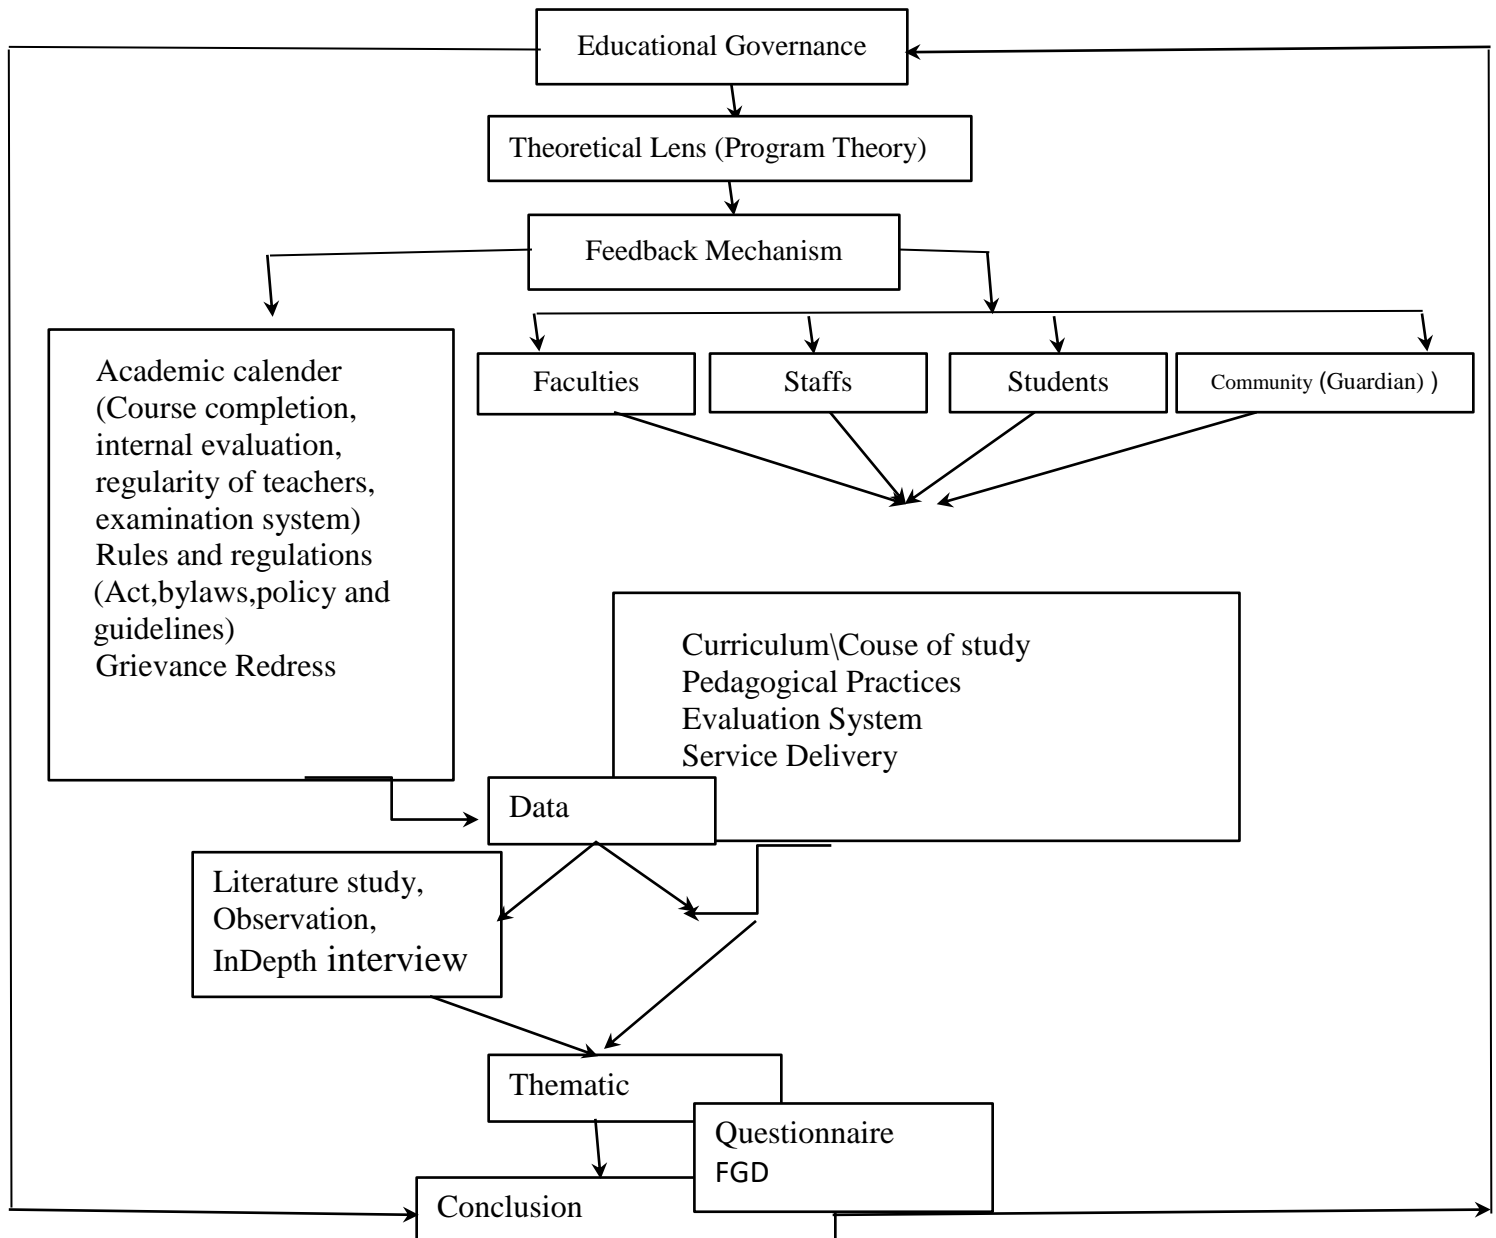 Educational Governance
Theoretical Lens (Program Theory)
Feedback Mechanism
Academic calender
(Course completion,
internal evaluation,
regularity of teachers,
examination system)
Rules and regulations
(Act,bylaws,policy and
guidelines)
Grievance Redress
Faculties
Staffs
Students
Community (Guardian) )
Curriculum\Couse of study
Pedagogical Practices
Evaluation System
Service Delivery
Data
Literature study,
Observation,
InDepth interview
Thematic
Questionnaire
FGD
Conclusion